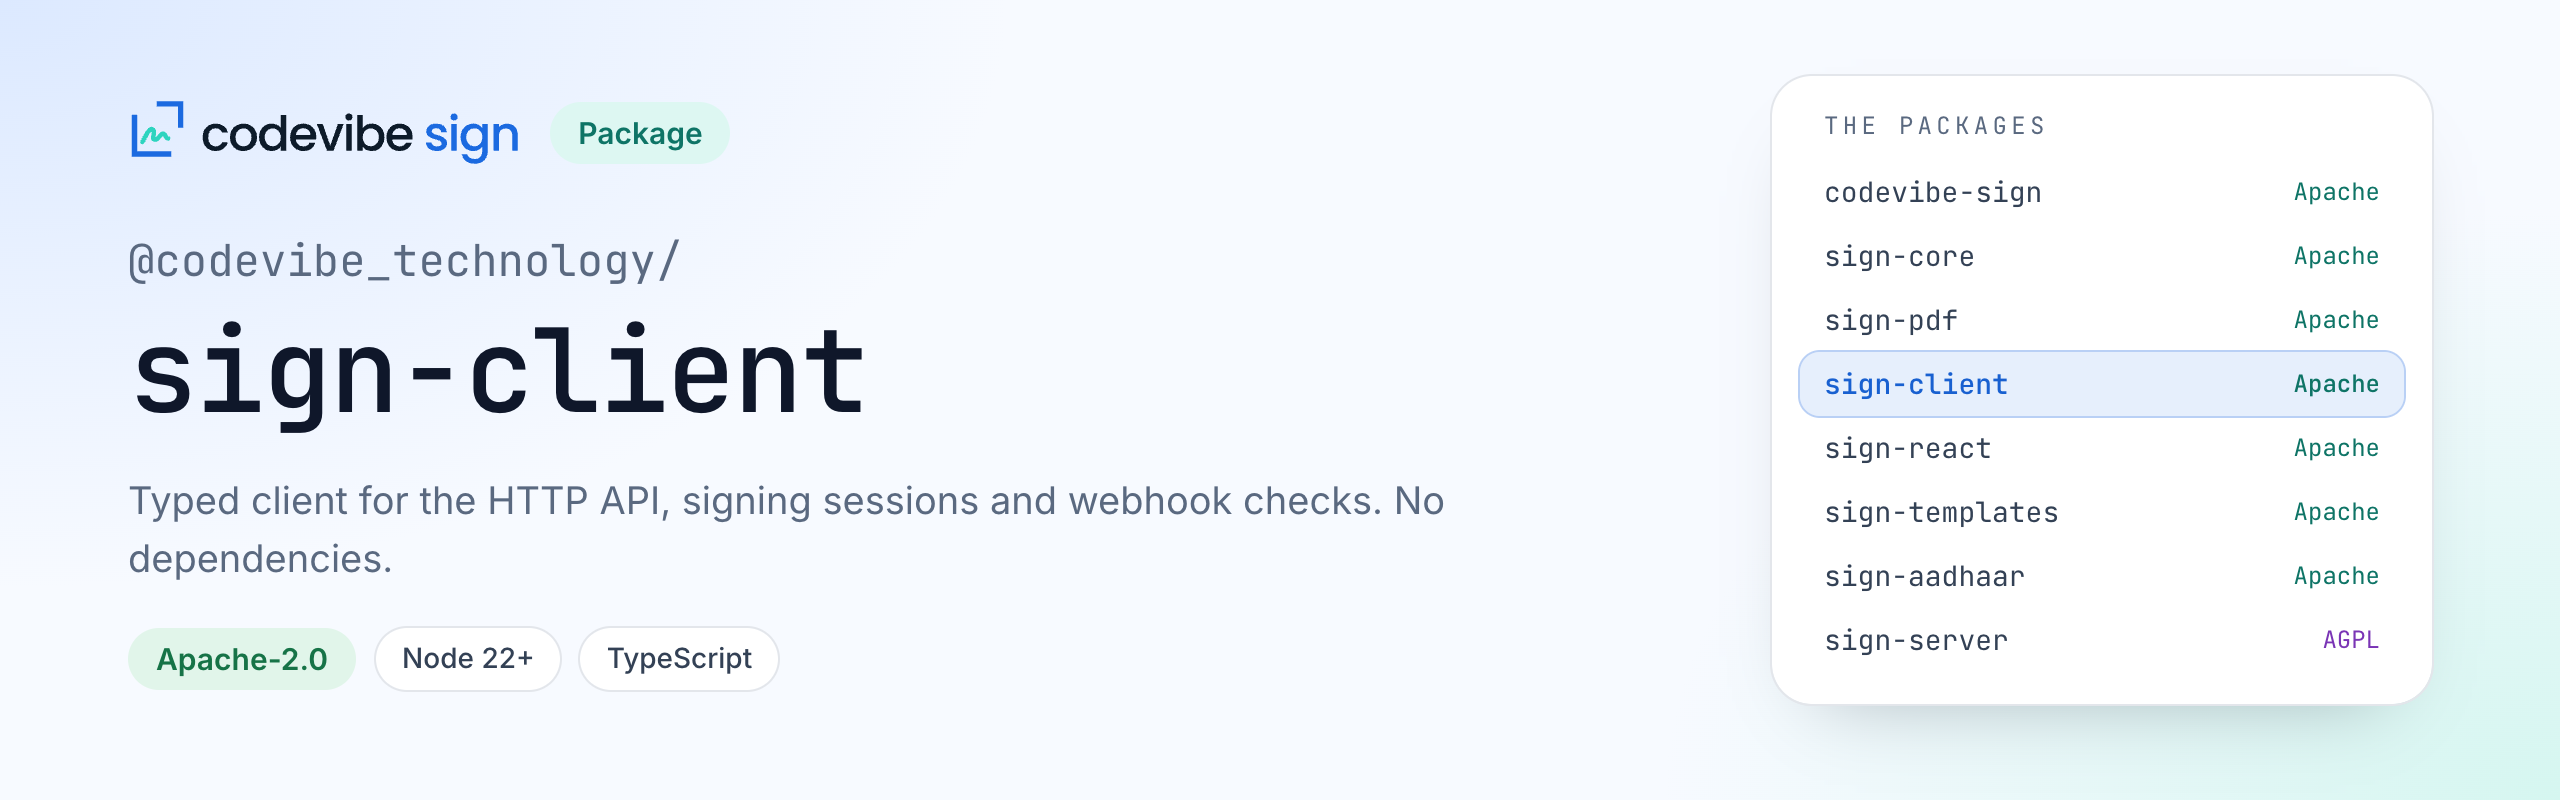 codevibe sign
Package
@codevibe_technology/
sign-client
Typed client for the HTTP API, signing sessions and webhook checks. No
dependencies.
Apache-2.0
Node 22+
TypeScript
THE PACKAGES
codevibe-sign Apache
sign-core Apache
sign-pdf Apache
sign-client Apache
sign-react Apache
sign-templates Apache
sign-aadhaar Apache
sign-server AGPL